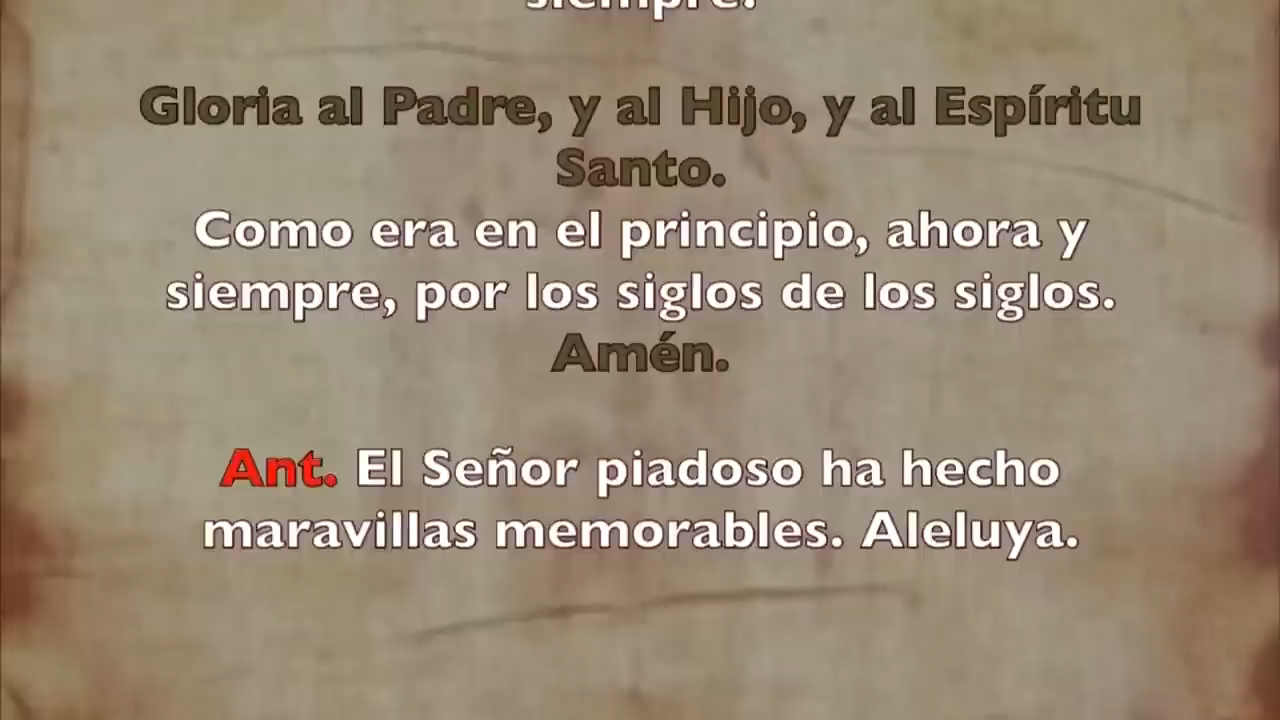 siempre.
Gloria al Padre, y al Hijo, y al Espíritu
Santo.
Como era en el principio, ahora y
siempre, por los siglos de los siglos.
Amén.
Ant. El Señor piadoso ha hecho
maravillas memorables. Aleluya.